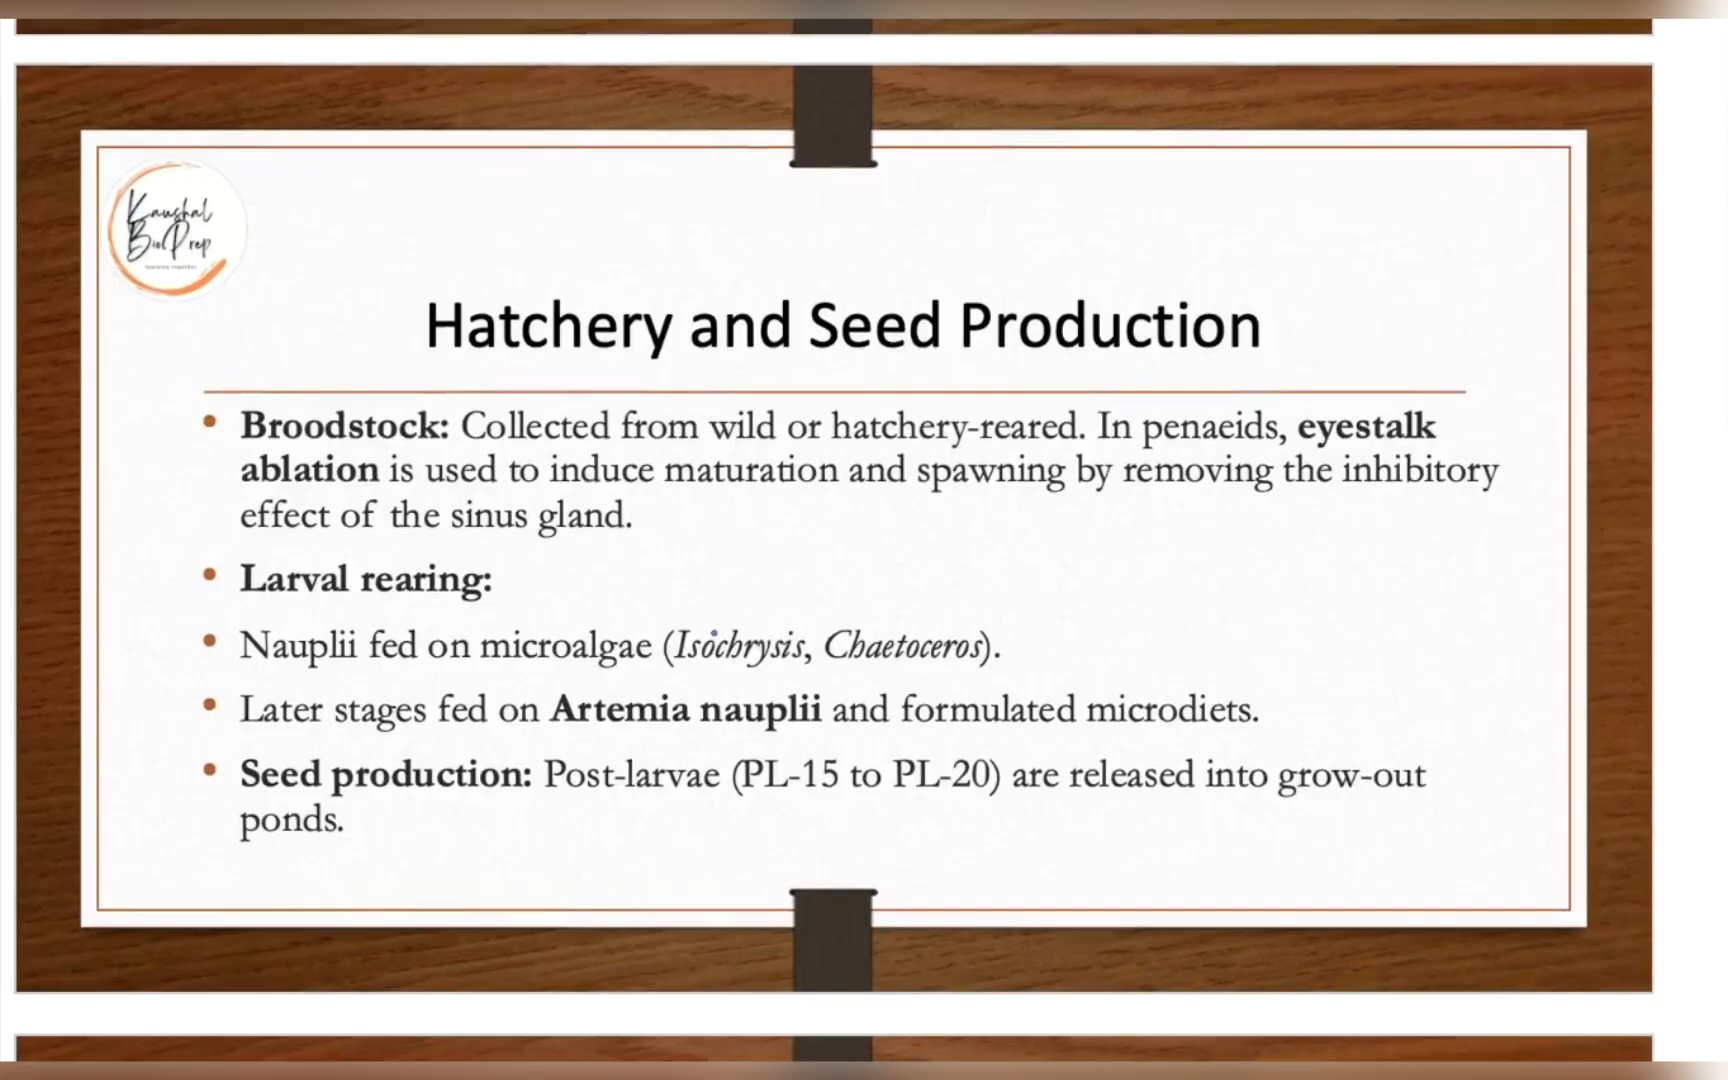 Kaushal
BiolPrep
Hatchery and Seed Production
• Broodstock: Collected from wild or hatchery-reared. In penaeids, eyestalk
ablation is used to induce maturation and spawning by removing the inhibitory
effect of the sinus gland.
• Larval rearing:
• Nauplii fed on microalgae (Isochrysis, Chaetoceros).
• Later stages fed on Artemia nauplii and formulated microdiets.
• Seed production: Post-larvae (PL-15 to PL-20) are released into grow-out
ponds.